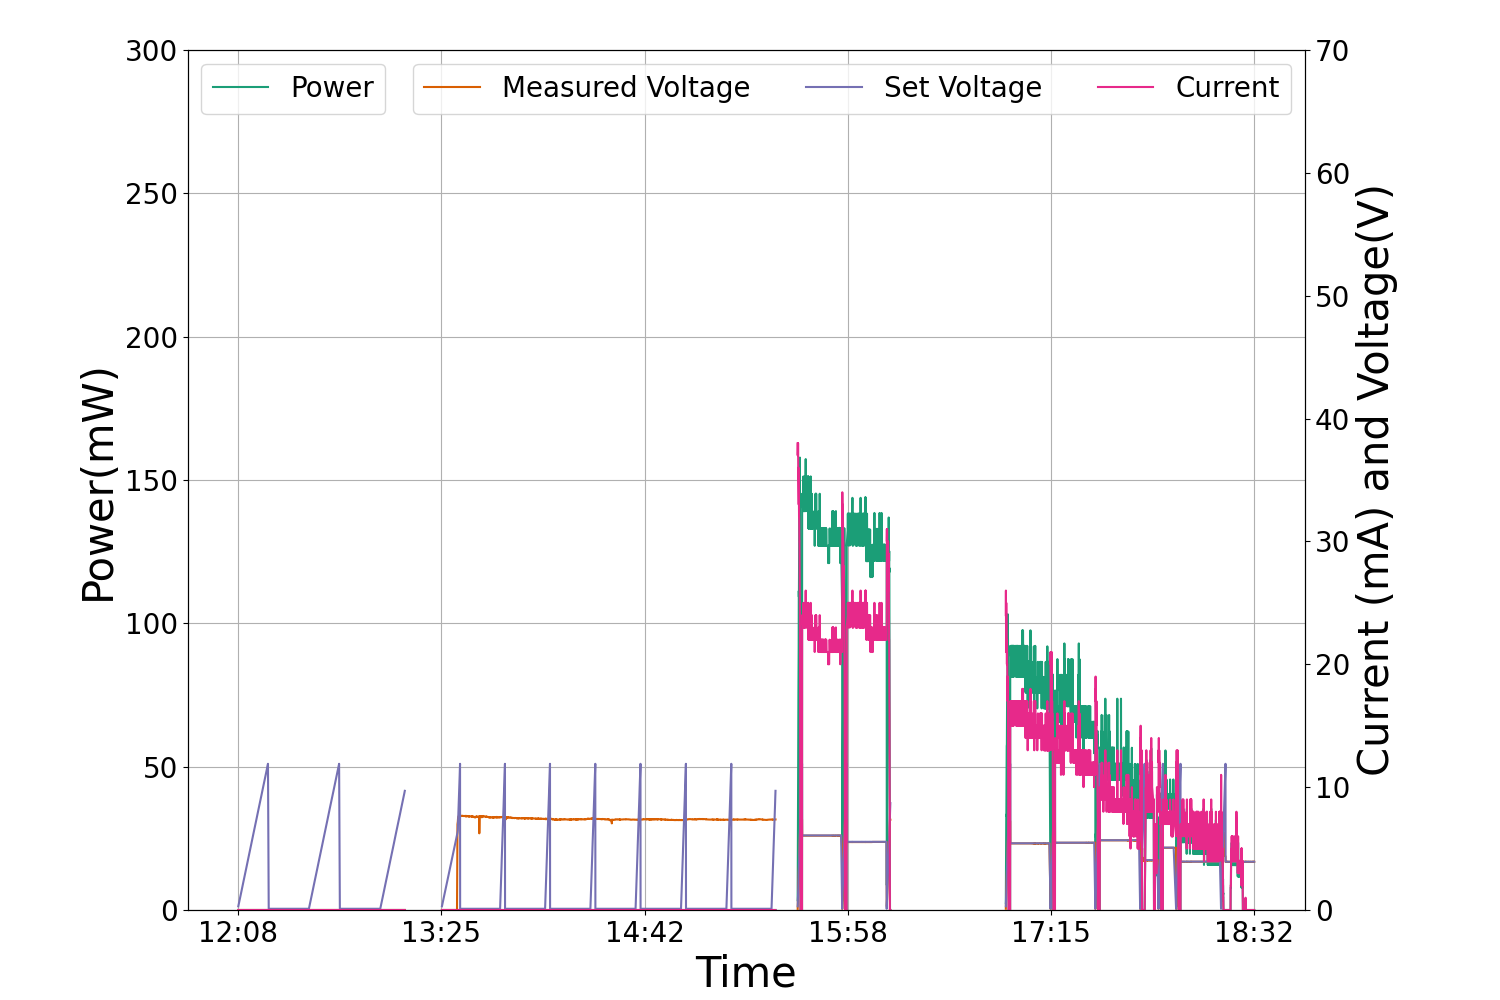 300
250
200
150
100
50
0
Power(mW)
Power
Measured Voltage
Set Voltage
Current
70
60
50
40
30
20
10
0
Current (mA) and Voltage(V)
12:08 13:25 14:42 15:58 17:15 18:32
Time